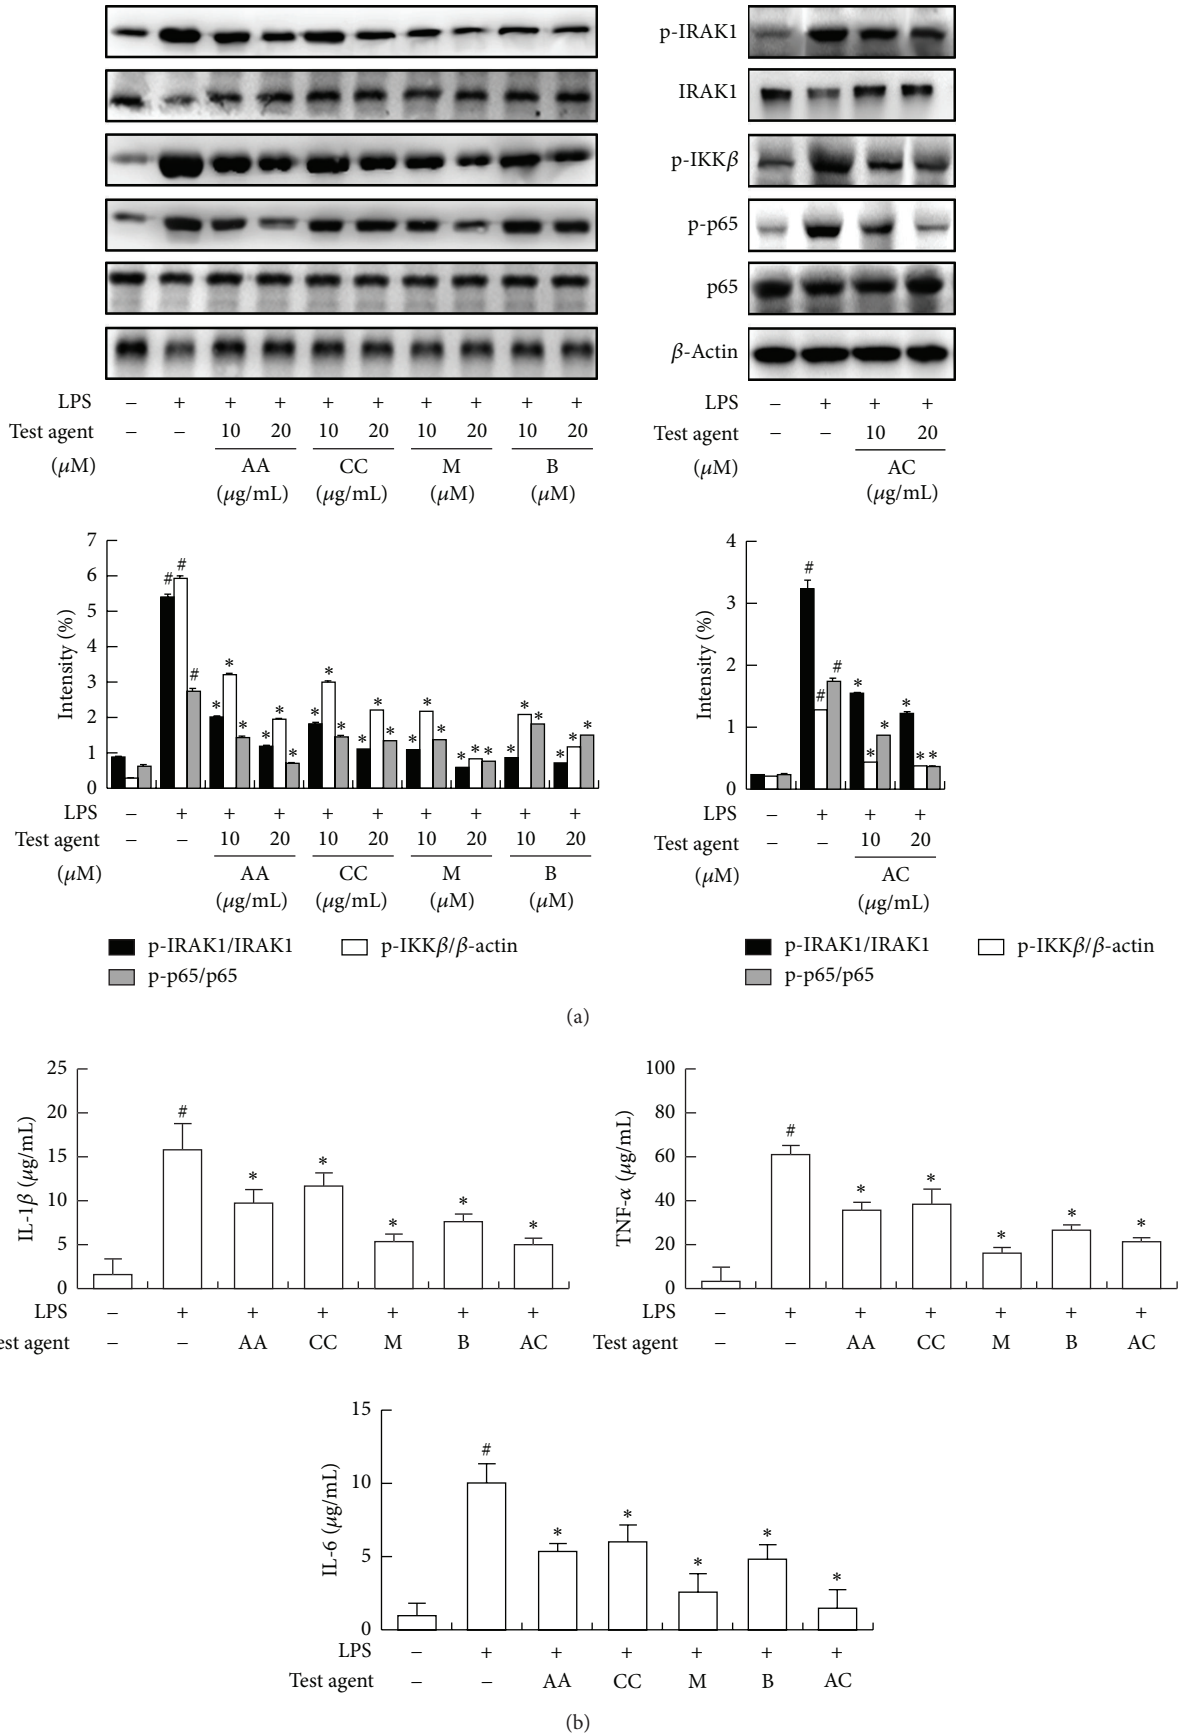 p-IRAK1
IRAK1
p-IKKβ
p-p65
p65
β-Actin
LPS − + + + + + + + + +
Test agent − − 10 20 10 20 10 20 10 20
(μM) AA CC M B
(μg/mL) (μg/mL) (μM) (μM)
LPS − + + +
Test agent − − 10 20
(μM) AC
(μg/mL)
7
6
5
4
3
2
1
0
Intensity (%)
# # #
* * * * * * * * * * * * * * * * * * * * * * * *
LPS − + + + + + + + + +
Test agent − − 10 20 10 20 10 20 10 20
(μM) AA CC M B
(μg/mL) (μg/mL) (μM) (μM)
p-IRAK1/IRAK1 p-IKKβ/β-actin
p-p65/p65
4
3
2
1
0
Intensity (%)
# # #
* * * * * *
LPS − + + +
Test agent − − 10 20
(μM) AC
(μg/mL)
p-IRAK1/IRAK1 p-IKKβ/β-actin
p-p65/p65
(a)
25
20
15
10
5
0
IL-1β (μg/mL)
# * * * * *
LPS − + + + + + +
Test agent − − AA CC M B AC
100
80
60
40
20
0
TNF-α (μg/mL)
# * * * * *
LPS − + + + + + +
Test agent − − AA CC M B AC
15
10
5
0
IL-6 (μg/mL)
# * * * * *
LPS − + + + + + +
Test agent − − AA CC M B AC
(b)